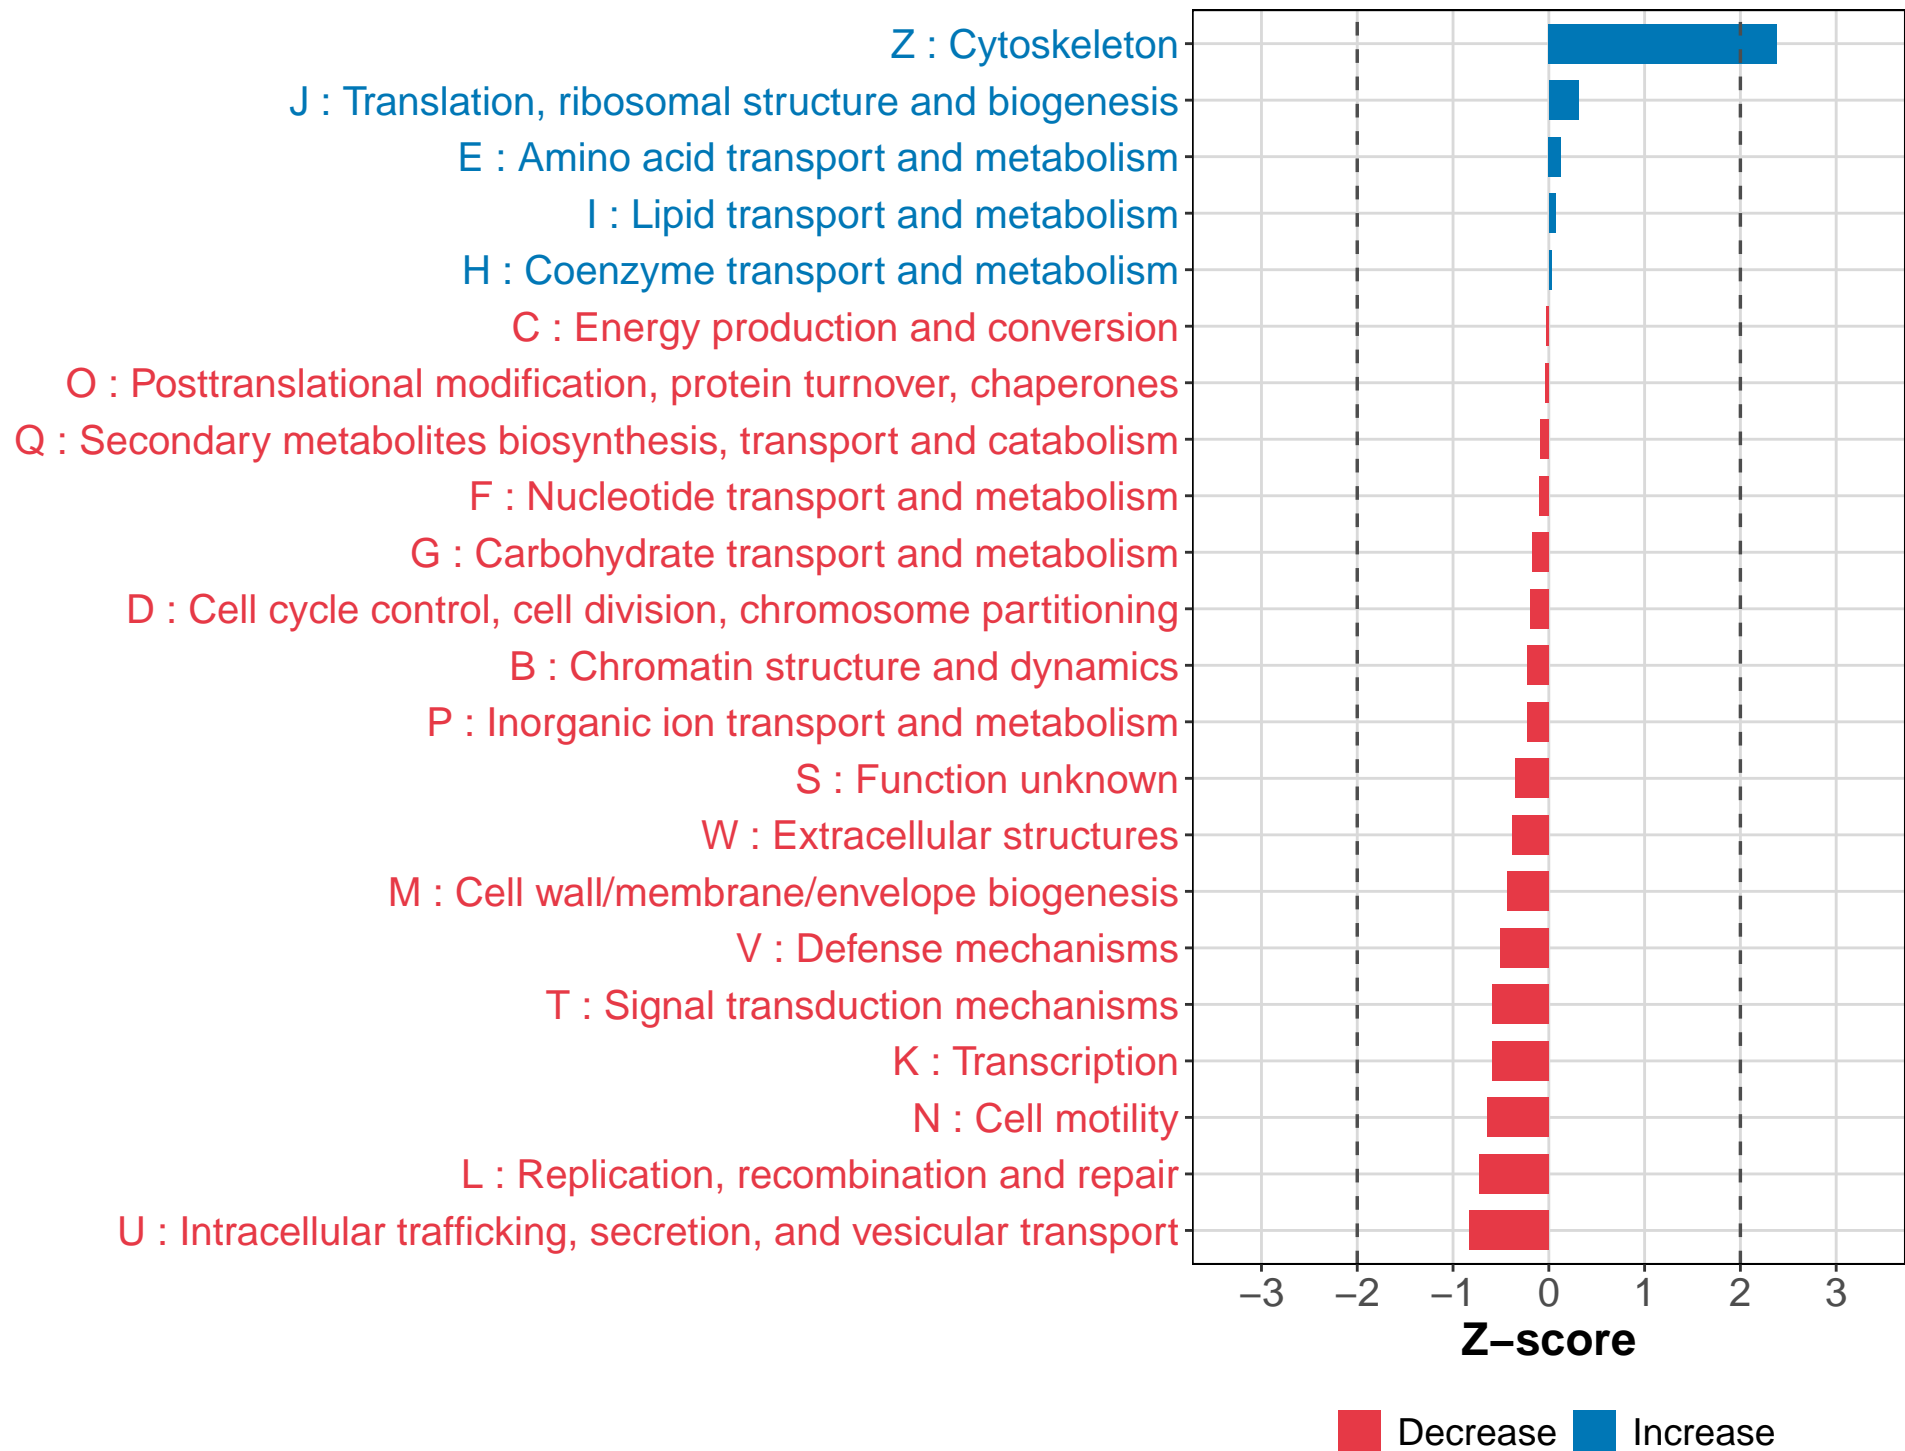 Z : Cytoskeleton
J : Translation, ribosomal structure and biogenesis
E : Amino acid transport and metabolism
I : Lipid transport and metabolism
H : Coenzyme transport and metabolism
C : Energy production and conversion
O : Posttranslational modification, protein turnover, chaperones
Q : Secondary metabolites biosynthesis, transport and catabolism
F : Nucleotide transport and metabolism
G : Carbohydrate transport and metabolism
D : Cell cycle control, cell division, chromosome partitioning
B : Chromatin structure and dynamics
P : Inorganic ion transport and metabolism
S : Function unknown
W : Extracellular structures
M : Cell wall/membrane/envelope biogenesis
V : Defense mechanisms
T : Signal transduction mechanisms
K : Transcription
N : Cell motility
L : Replication, recombination and repair
U : Intracellular trafficking, secretion, and vesicular transport
−3 −2 −1 0 1 2 3
Z−score
Decrease Increase